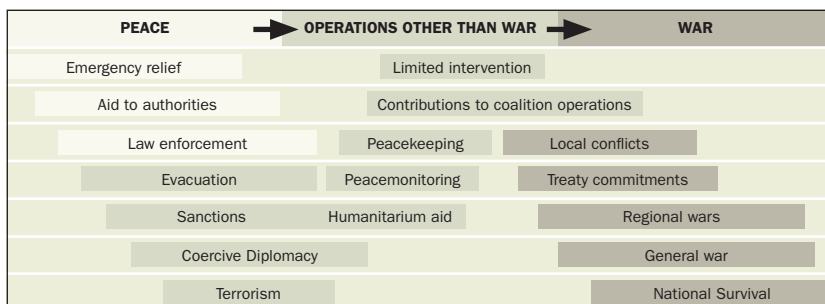 PEACE OPERATIONS OTHER THAN WAR WAR
Emergency relief Limited intervention
Aid to authorities Contributions to coalition operations
Law enforcement Peacekeeping Local conflicts
Evacuation Peacemonitoring Treaty commitments
Sanctions Humanitarium aid Regional wars
Coercive Diplomacy General war
Terrorism National Survival